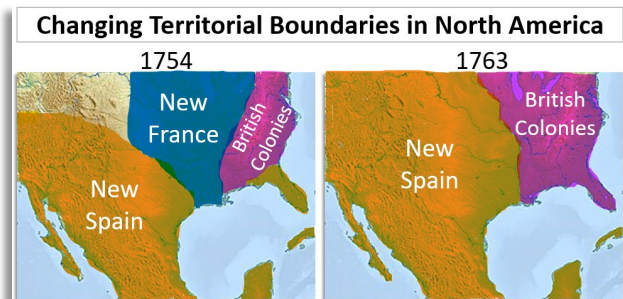 Changing Territorial Boundaries in North America
1754
New
France
British
Colonies
New
Spain
1763
British
Colonies
New
Spain